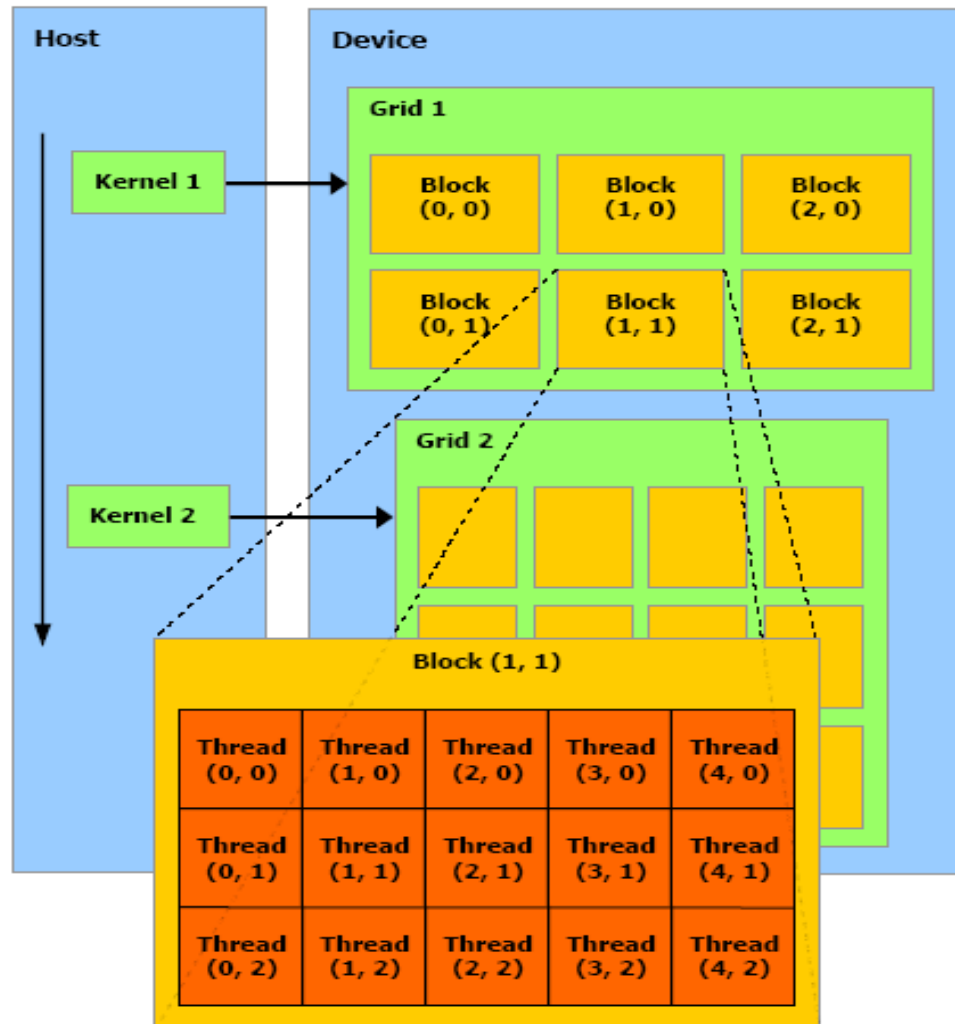 Host
Device
Grid 1
Kernel 1
Block
(0, 0)
Block
(1, 0)
Block
(2, 0)
Block
(0, 1)
Block
(1, 1)
Block
(2, 1)
Grid 2
Kernel 2
Block (1, 1)
Thread
(0, 0)
Thread
(1, 0)
Thread
(2, 0)
Thread
(3, 0)
Thread
(4, 0)
Thread
(0, 1)
Thread
(1, 1)
Thread
(2, 1)
Thread
(3, 1)
Thread
(4, 1)
Thread
(0, 2)
Thread
(1, 2)
Thread
(2, 2)
Thread
(3, 2)
Thread
(4, 2)